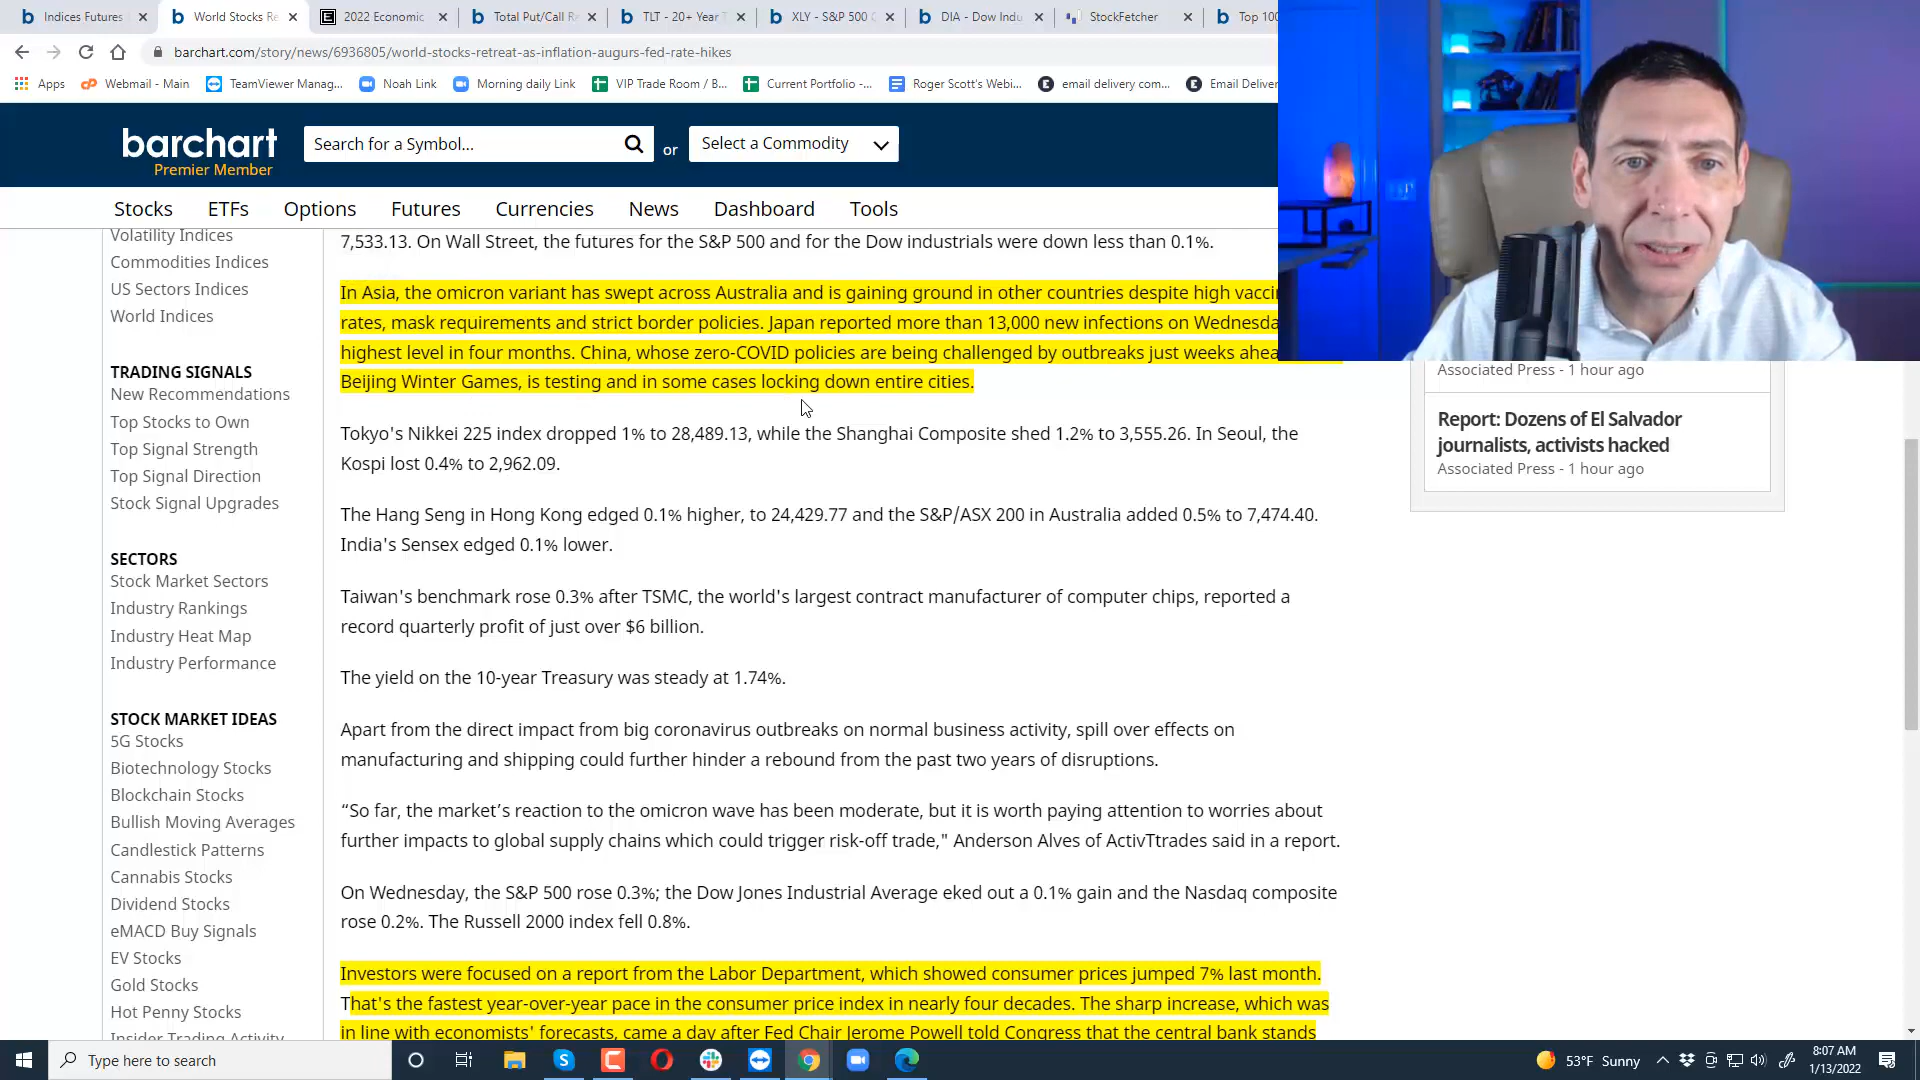 Indices Futures
World Stocks Re
2022 Economic
Total Put/Call Ra
TLT - 20+ Year T
XLY - S&P 500
DIA - Dow Indu
StockFetcher
Top 100
barchart.com/story/news/6936805/world-stocks-retreat-as-inflation-augurs-fed-rate-hikes
Apps
Webmail - Main
TeamViewer Manag...
Noah Link
Morning daily Link
VIP Trade Room / B...
Current Portfolio -...
Roger Scott's Webi...
email delivery com...
Email Deliver
barchart
Premier Member
Search for a Symbol...
or
Select a Commodity
Stocks
ETFs
Options
Futures
Currencies
News
Dashboard
Tools
Volatility Indices
Commodities Indices
US Sectors Indices
World Indices
TRADING SIGNALS
New Recommendations
Top Stocks to Own
Top Signal Strength
Top Signal Direction
Stock Signal Upgrades
SECTORS
Stock Market Sectors
Industry Rankings
Industry Heat Map
Industry Performance
STOCK MARKET IDEAS
5G Stocks
Biotechnology Stocks
Blockchain Stocks
Bullish Moving Averages
Candlestick Patterns
Cannabis Stocks
Dividend Stocks
eMACD Buy Signals
EV Stocks
Gold Stocks
Hot Penny Stocks
Insider Trading Activity
7,533.13. On Wall Street, the futures for the S&P 500 and for the Dow industrials were down less than 0.1%.
In Asia, the omicron variant has swept across Australia and is gaining ground in other countries despite high vacci
rates, mask requirements and strict border policies. Japan reported more than 13,000 new infections on Wednesda
highest level in four months. China, whose zero-COVID policies are being challenged by outbreaks just weeks ahea
Beijing Winter Games, is testing and in some cases locking down entire cities.
Tokyo's Nikkei 225 index dropped 1% to 28,489.13, while the Shanghai Composite shed 1.2% to 3,555.26. In Seoul, the
Kospi lost 0.4% to 2,962.09.
The Hang Seng in Hong Kong edged 0.1% higher, to 24,429.77 and the S&P/ASX 200 in Australia added 0.5% to 7,474.40.
India's Sensex edged 0.1% lower.
Taiwan's benchmark rose 0.3% after TSMC, the world's largest contract manufacturer of computer chips, reported a
record quarterly profit of just over $6 billion.
The yield on the 10-year Treasury was steady at 1.74%.
Apart from the direct impact from big coronavirus outbreaks on normal business activity, spill over effects on
manufacturing and shipping could further hinder a rebound from the past two years of disruptions.
“So far, the market’s reaction to the omicron wave has been moderate, but it is worth paying attention to worries about
further impacts to global supply chains which could trigger risk-off trade," Anderson Alves of ActivTtrades said in a report.
On Wednesday, the S&P 500 rose 0.3%; the Dow Jones Industrial Average eked out a 0.1% gain and the Nasdaq composite
rose 0.2%. The Russell 2000 index fell 0.8%.
Investors were focused on a report from the Labor Department, which showed consumer prices jumped 7% last month.
That's the fastest year-over-year pace in the consumer price index in nearly four decades. The sharp increase, which was
in line with economists' forecasts, came a day after Fed Chair Jerome Powell told Congress that the central bank stands
Associated Press - 1 hour ago
Report: Dozens of El Salvador
journalists, activists hacked
Associated Press - 1 hour ago
Type here to search
53°F Sunny
8:07 AM
1/13/2022